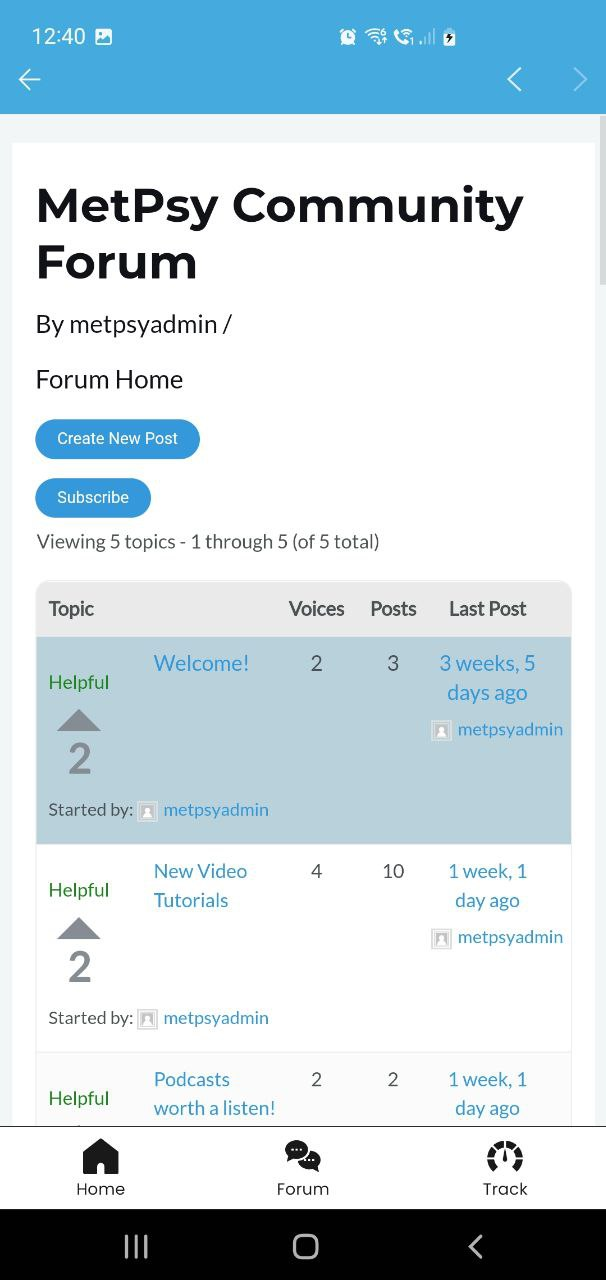 12:40
MetPsy Community
Forum
By metpsyadmin /
Forum Home
Create New Post
Subscribe
Viewing 5 topics - 1 through 5 (of 5 total)
Topic Voices Posts Last Post
Helpful Welcome! 2 3 3 weeks, 5
days ago
metpsyadmin
2
Started by: metpsyadmin
Helpful New Video 4 10 1 week, 1
Tutorials day ago
metpsyadmin
2
Started by: metpsyadmin
Helpful Podcasts 2 2 1 week, 1
worth a listen! day ago
Home Forum Track